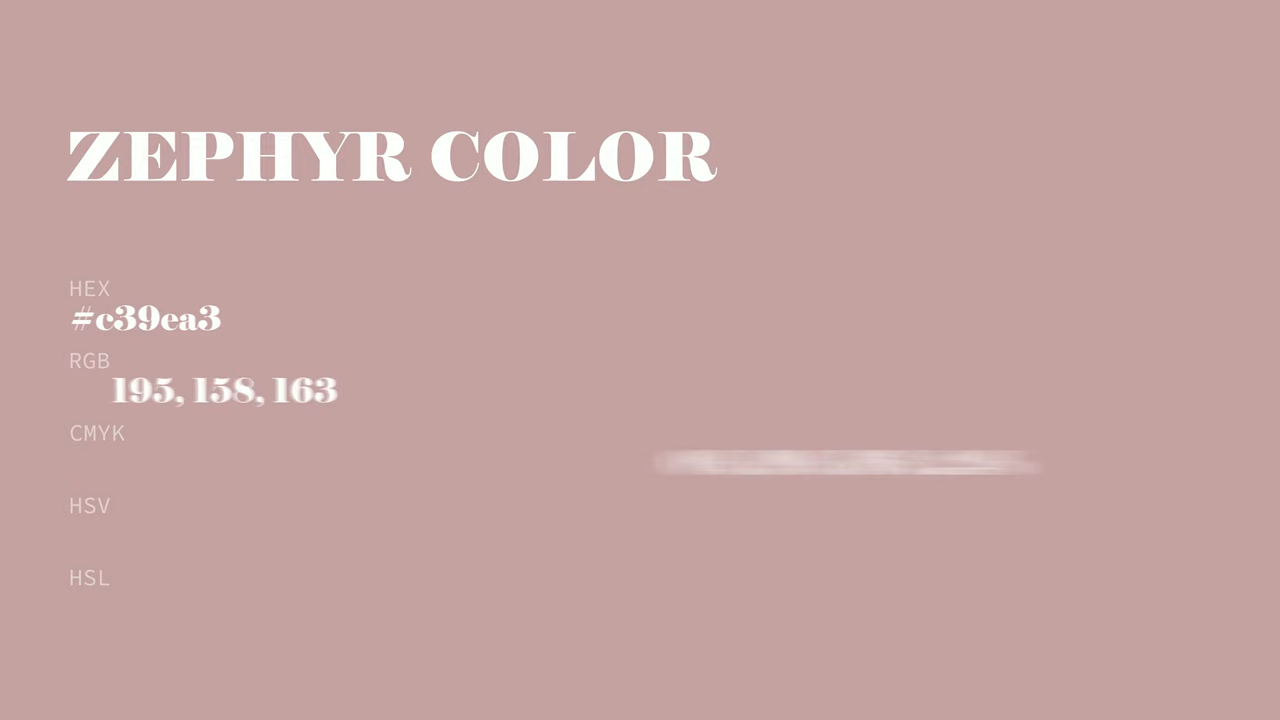 ZEPHYR COLOR
HEX
#c39ea3
RGB
195, 158, 163
CMYK
HSV
HSL